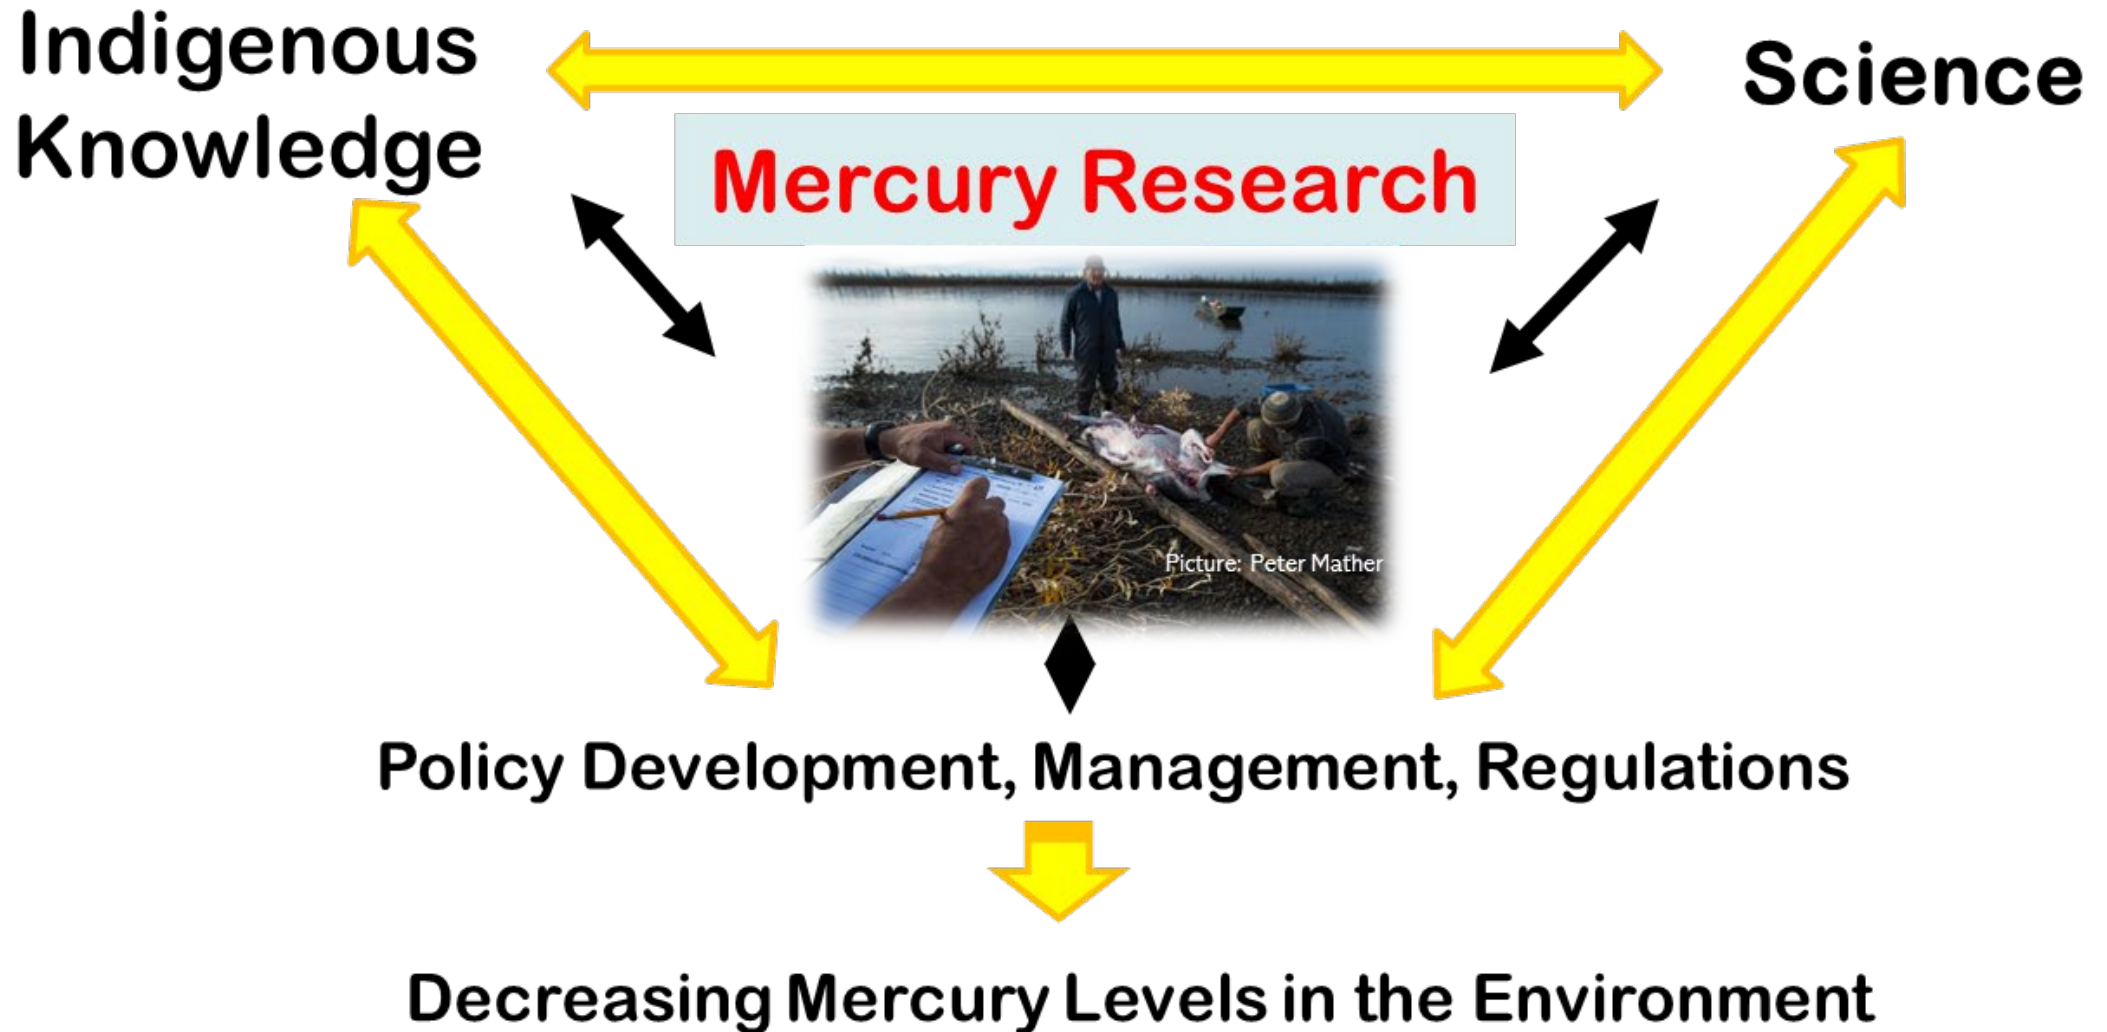 Indigenous
Knowledge
Science
Mercury Research
Picture: Peter Mather
Policy Development, Management, Regulations
Decreasing Mercury Levels in the Environment